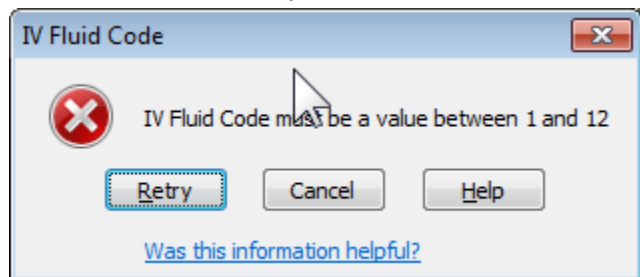 IV Fluid Code
IV Fluid Code must be a value between 1 and 12
Retry Cancel Help
Was this information helpful?